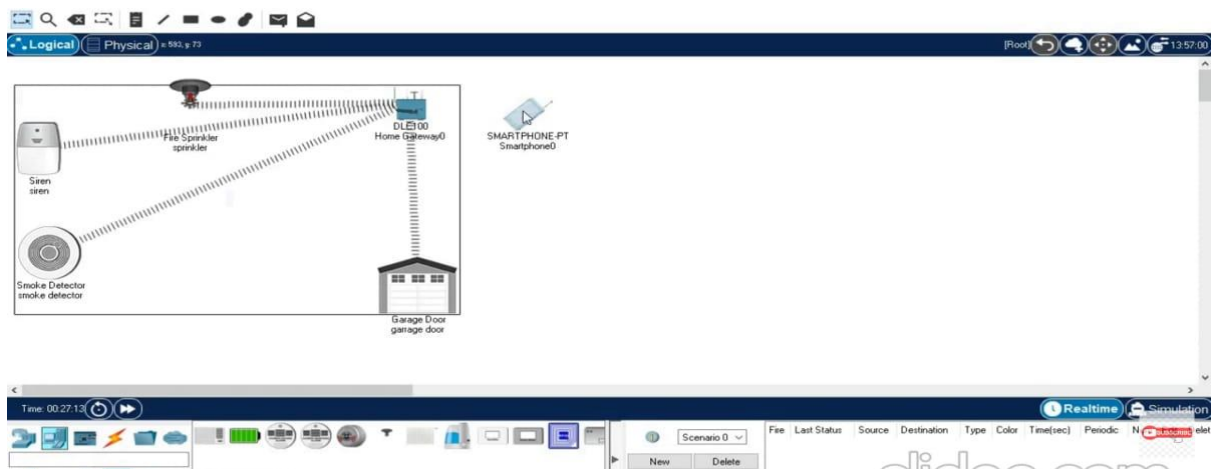 Logical Physical x: 593, y: 73 [Root] 13:57:00
DLC100
Home Gateway0
SMARTPHONE-PT
Smartphone0
Fire Sprinkler
sprinkler
Siren
siren
Smoke Detector
smoke detector
Garage Door
garrage door
Time: 00:27:13 Realtime Simulation
Scenario 0
New Delete
Fire Last Status Source Destination Type Color Time(sec) Periodic
SUBSCRIBE